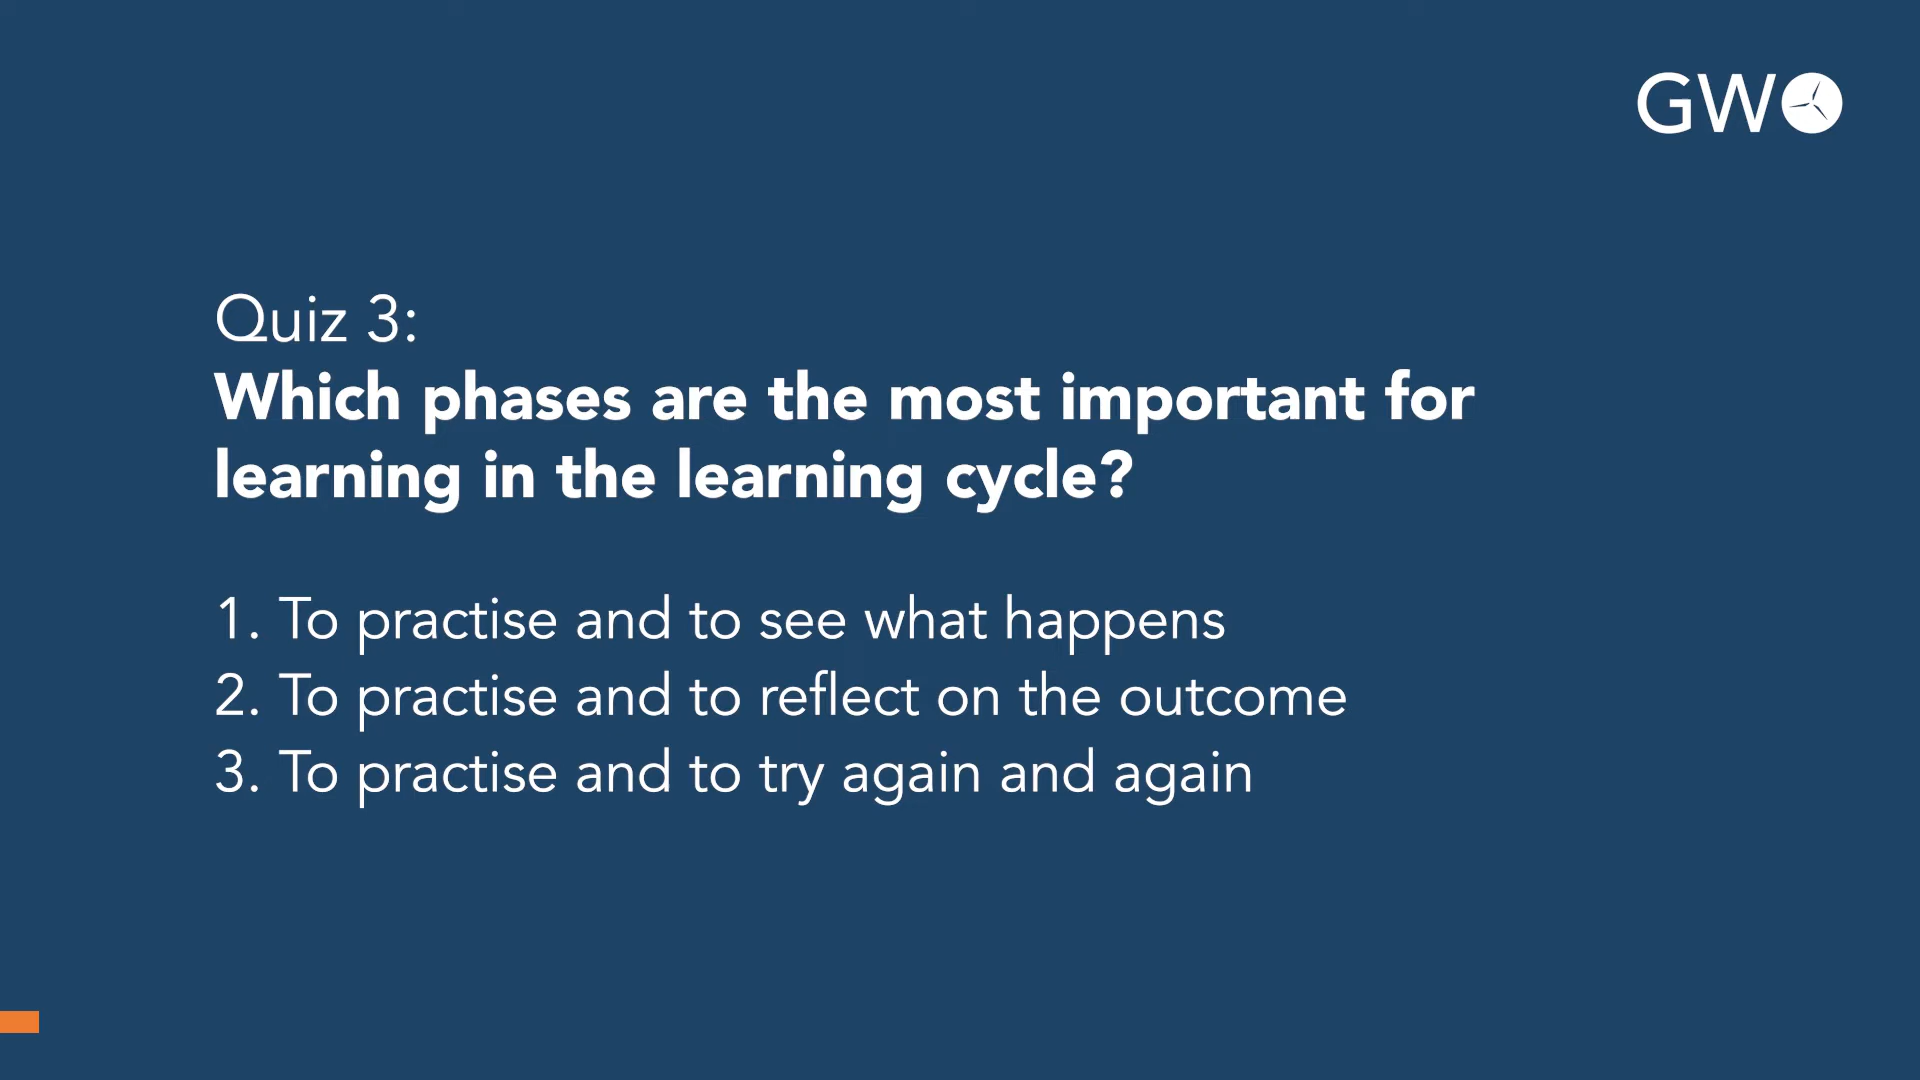 GWO
Quiz 3:
Which phases are the most important for
learning in the learning cycle?
1. To practise and to see what happens
2. To practise and to reflect on the outcome
3. To practise and to try again and again